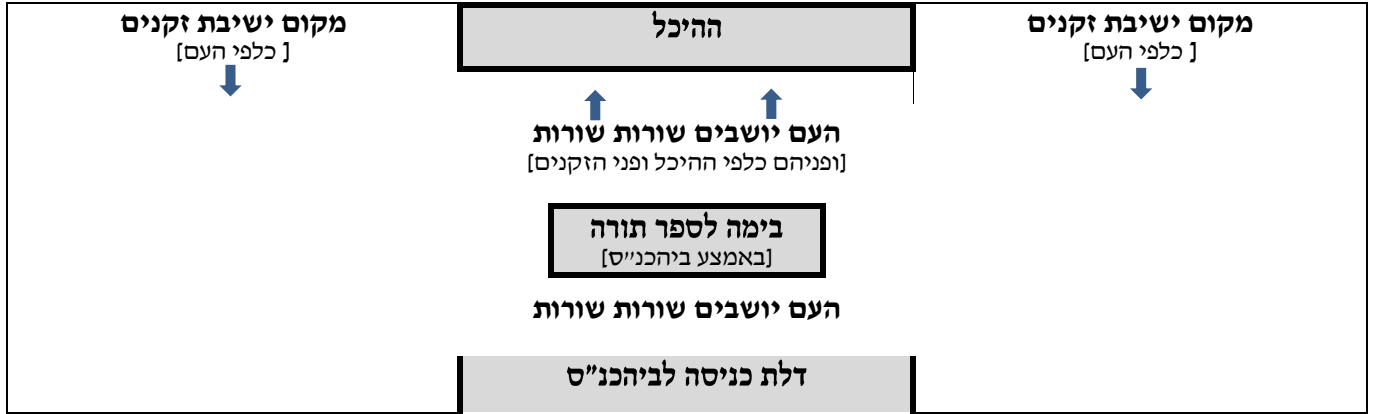 מקום ישיבת זקנים
[ כלפי העם]
ההיכל
מקום ישיבת זקנים
[ כלפי העם]
העם יושבים שורות שורות
[ופניהם כלפי ההיכל ופני הזקנים]
בימה לספר תורה
[באמצע ביהכנ״ס]
העם יושבים שורות שורות
דלת כניסה לביהכנ״ס